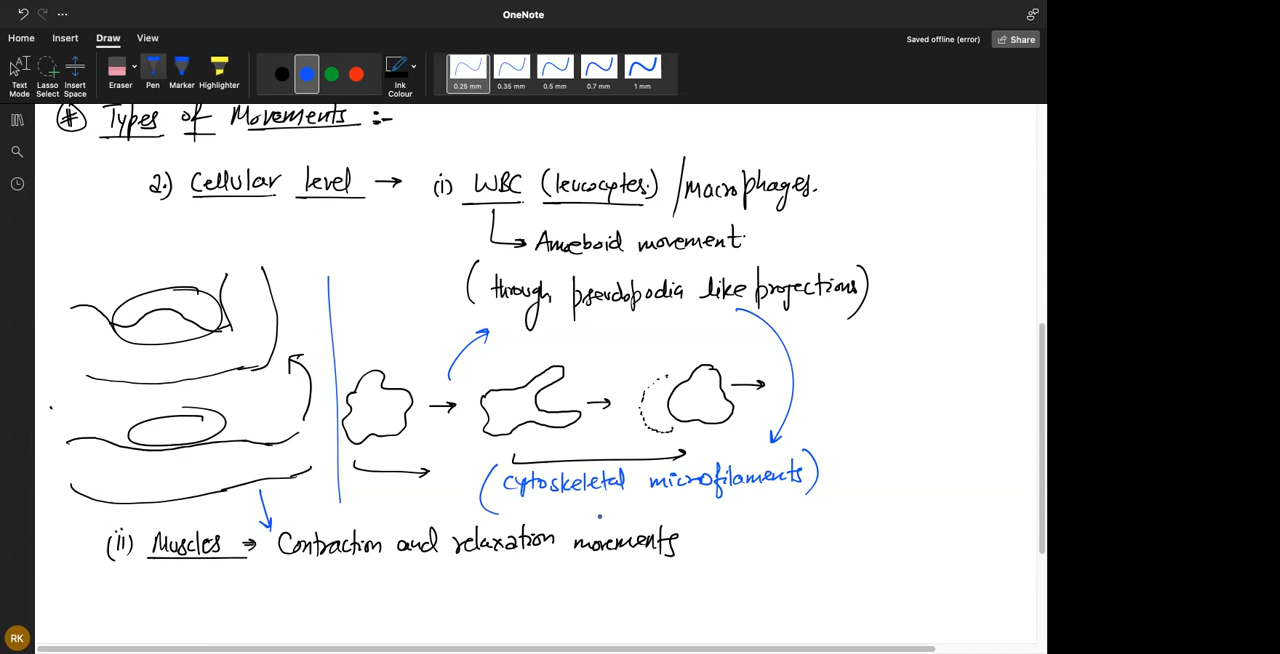 OneNote
Home Insert Draw View
Saved offline (error) Share
Text Mode
Lasso Select
Insert Space
Eraser
Pen
Marker
Highlighter
Ink Colour
0.25 mm
0.35 mm
0.5 mm
0.7 mm
1 mm
(#) Types of Movements :-
2.) Cellular level → (i) WBC (leucocytes.) / macrophages.
↳ Amoeboid movement.
(through pseudopodia like projections)
(cytoskeletal microfilaments)
(ii) Muscles ⇒ Contraction and relaxation movements
RK